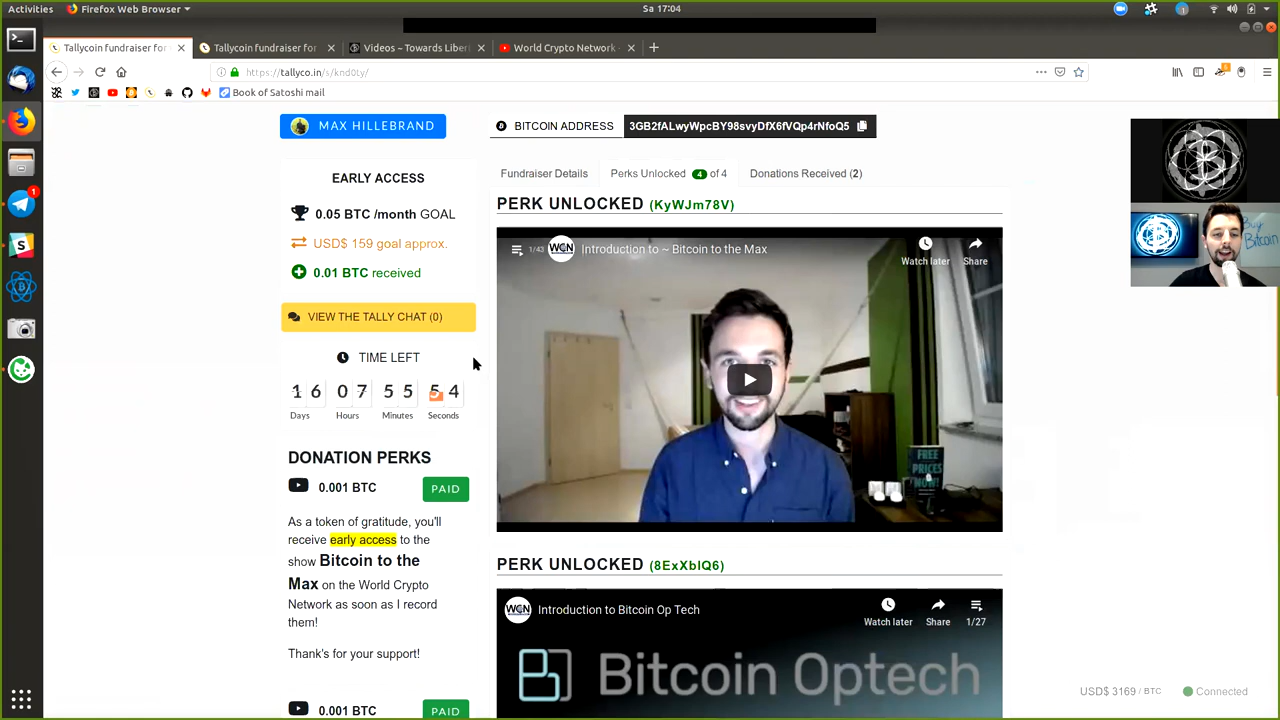 Activities
Firefox Web Browser
Sa 17:04
Tallycoin fundraiser for
Tallycoin fundraiser for
Videos ~ Towards Liber
World Crypto Network -
https://tallyco.in/s/knd0ty/
Book of Satoshi mail
MAX HILLEBRAND
BITCOIN ADDRESS
3GB2fALwyWpcBY98svyDfX6fVQp4rNfoQ5
EARLY ACCESS
0.05 BTC /month GOAL
USD$ 159 goal approx.
0.01 BTC received
VIEW THE TALLY CHAT (0)
TIME LEFT
16 07 55 54
Days Hours Minutes Seconds
DONATION PERKS
0.001 BTC
PAID
As a token of gratitude, you'll
receive early access to the
show Bitcoin to the
Max on the World Crypto
Network as soon as I record
them!
Thank's for your support!
0.001 BTC
PAID
Fundraiser Details
Perks Unlocked 4 of 4
Donations Received (2)
PERK UNLOCKED (KyWJm78V)
1/43
WCN
Introduction to ~ Bitcoin to the Max
Watch later
Share
FREE
PRICES
NOW!
PERK UNLOCKED (8ExXblQ6)
WCN
Introduction to Bitcoin Op Tech
Watch later
Share
1/27
Bitcoin Optech
Buy
Bitcoin
USD$ 3169 / BTC
Connected